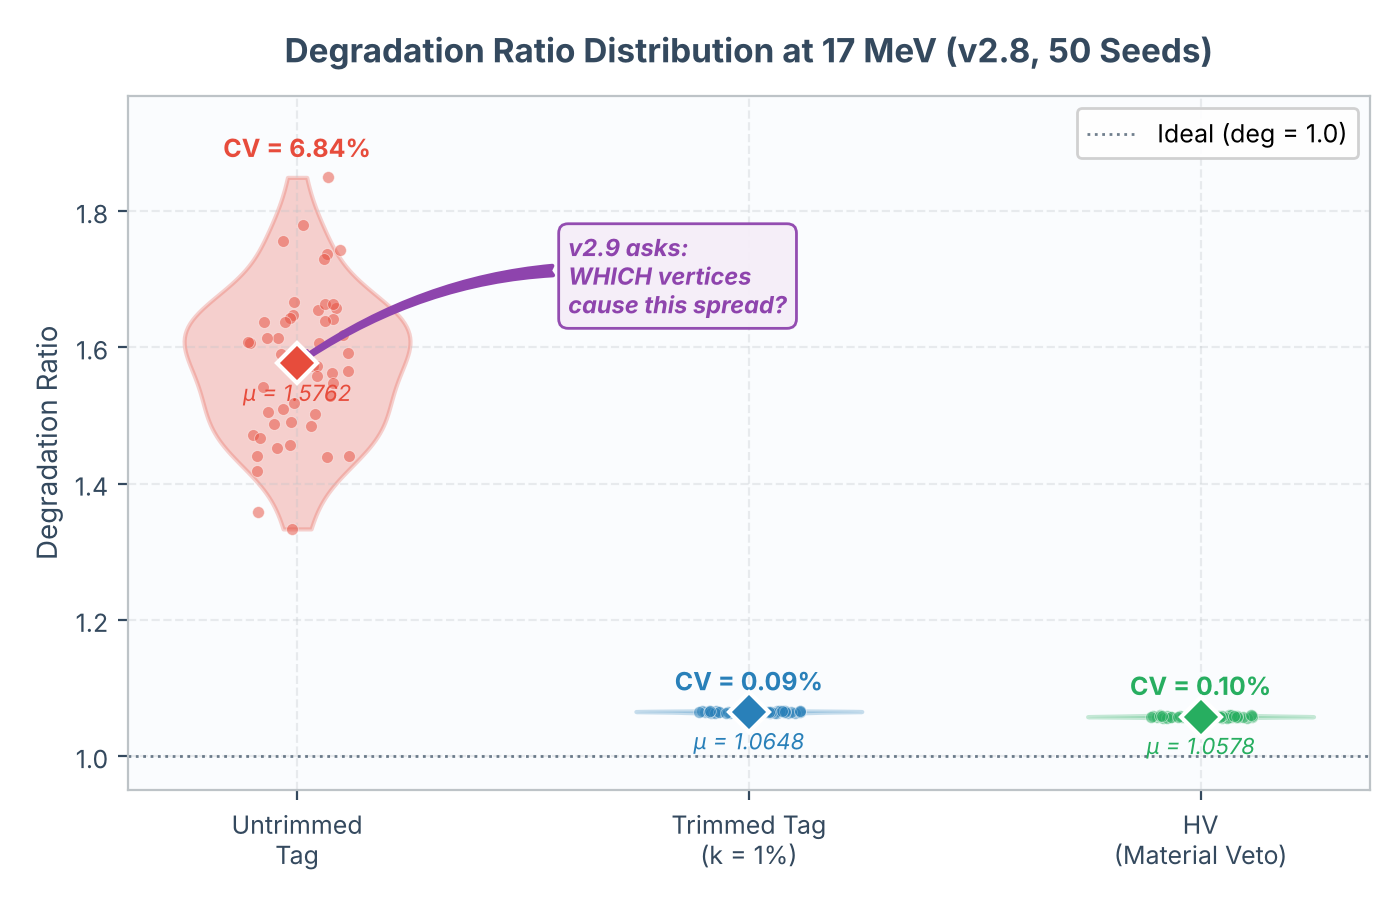 Degradation Ratio Distribution at 17 MeV (v2.8, 50 Seeds)
Ideal (deg = 1.0)
CV = 6.84%
v2.9 asks:
WHICH vertices
cause this spread?
μ = 1.5762
CV = 0.09%
μ = 1.0648
CV = 0.10%
μ = 1.0578
Degradation Ratio
1.8
1.6
1.4
1.2
1.0
Untrimmed
Tag
Trimmed Tag
(k = 1%)
HV
(Material Veto)